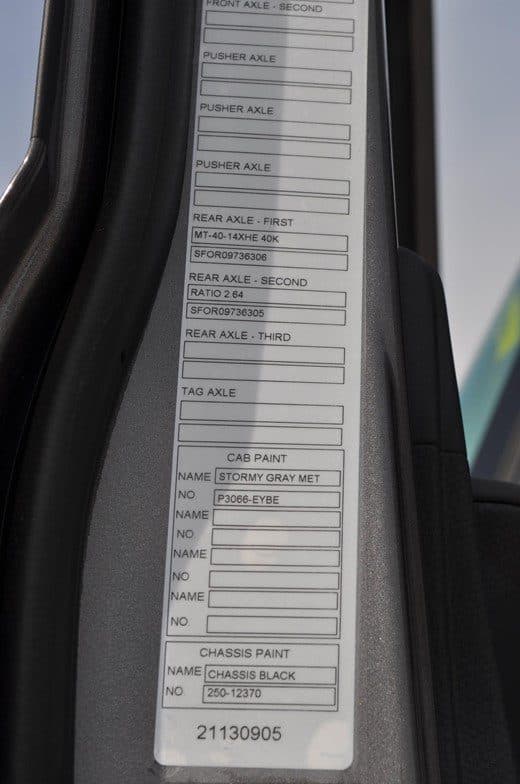 FRONT AXLE - SECOND
PUSHER AXLE
PUSHER AXLE
PUSHER AXLE
REAR AXLE - FIRST
MT-40-14XHE 40K
SFOR09736306
REAR AXLE - SECOND
RATIO 2.64
SFOR09736305
REAR AXLE - THIRD
TAG AXLE
CAB PAINT
NAME STORMY GRAY MET
NO P3066-EYBE
NAME
NO.
NAME
NO
NAME
NO.
CHASSIS PAINT
NAME CHASSIS BLACK
NO. 250-12370
21130905